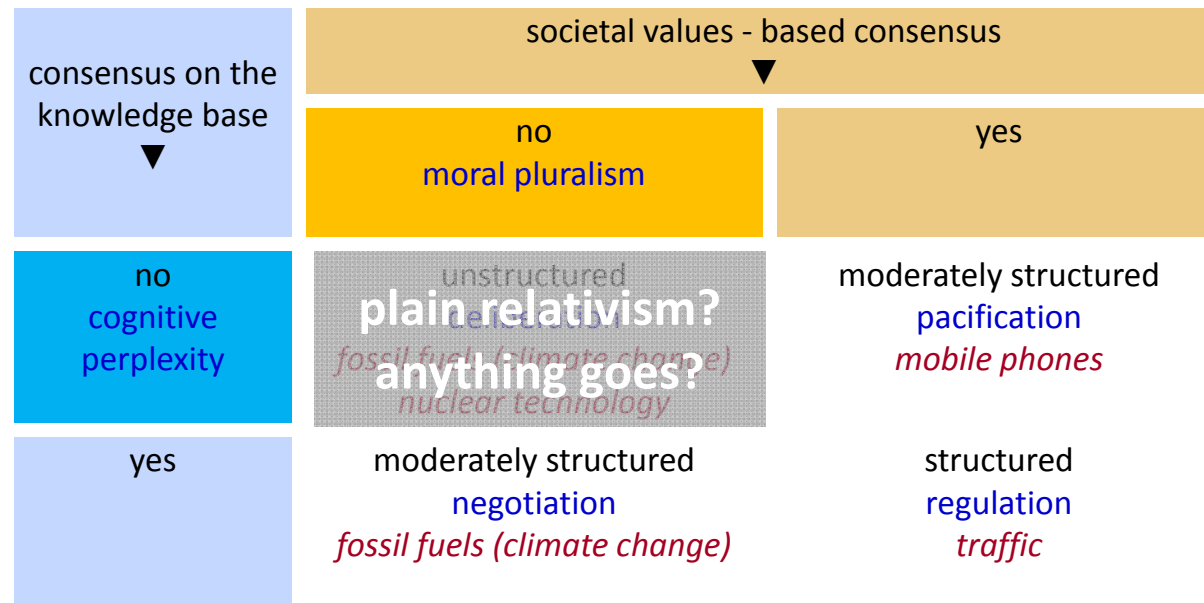 societal values - based consensus
▼
consensus on the
knowledge base
▼
no
moral pluralism
yes
no
cognitive
perplexity
unstructured
deliberation
fossil fuels (climate change)
nuclear technology
plain relativism?
anything goes?
moderately structured
pacification
mobile phones
yes
moderately structured
negotiation
fossil fuels (climate change)
structured
regulation
traffic